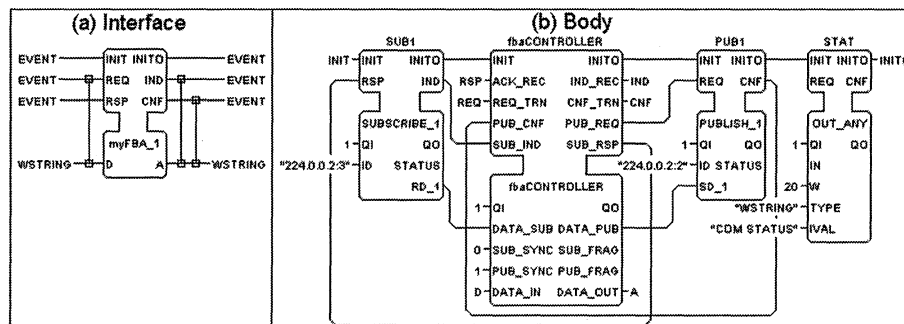 (a) Interface
EVENT INIT INITO EVENT
EVENT REQ IND EVENT
EVENT RSP CNF EVENT
myFBA_1
WSTRING D A WSTRING
(b) Body
SUB1 fbaCONTROLLER PUB1 STAT
INIT INIT INITO INIT INITO INIT INITO INIT INITO INITO
RSP IND RSP ACK_REC IND_REC IND REQ CNF REQ CNF
REQ REQ_TRN CNF_TRN CNF
SUBSCRIBE_1 PUB_CNF PUB_REQ PUBLISH_1 OUT_ANY
1 QI QO SUB_IND SUB_RSP 1 QI QO 1 QI QO
"224.0.0.2:3" ID STATUS fbaCONTROLLER "224.0.0.2:2" ID STATUS IN
RD_1 1 QI QO SD_1 20 W
"WSTRING" TYPE
DATA_SUB DATA_PUB "COM STATUS" IVAL
0 SUB_SYNC SUB_FRAG
1 PUB_SYNC PUB_FRAG
D DATA_IN DATA_OUT A